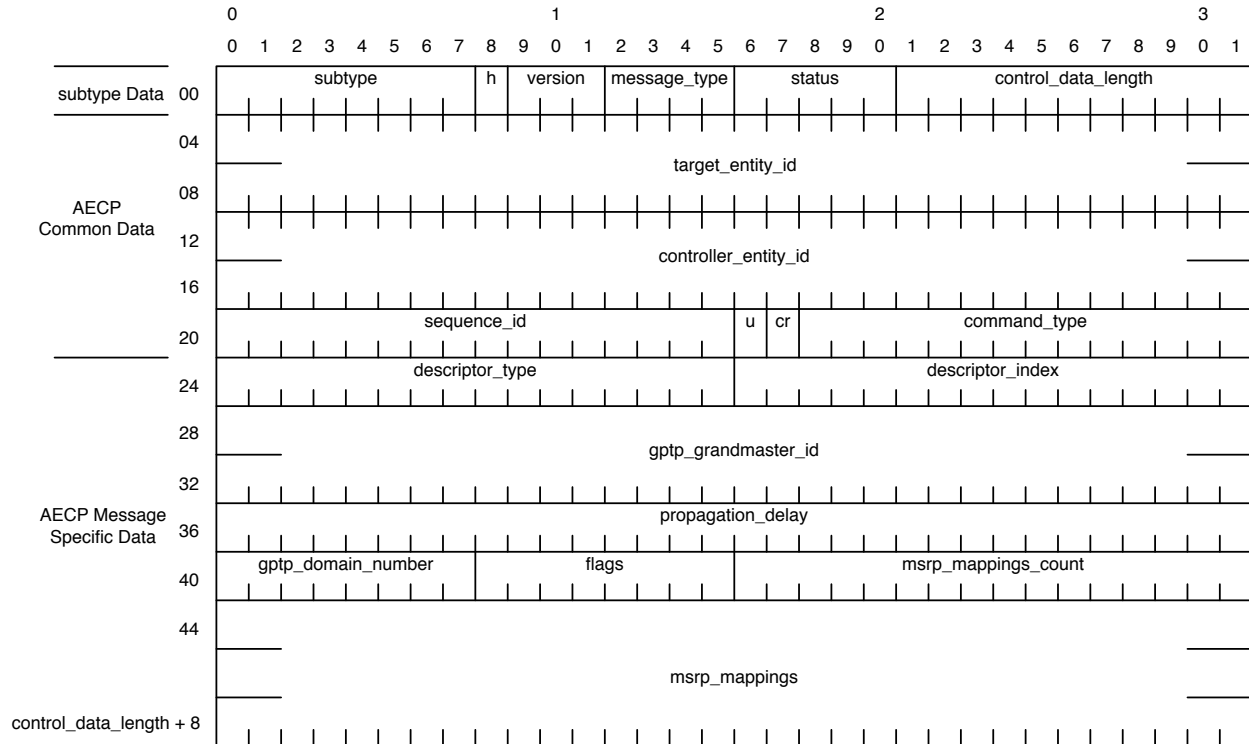 0 1 2 3
0 1 2 3 4 5 6 7 8 9 0 1 2 3 4 5 6 7 8 9 0 1 2 3 4 5 6 7 8 9 0 1
subtype Data 00 subtype h version message_type status control_data_length
04
target_entity_id
08
AECP
Common Data
12
controller_entity_id
16
20 sequence_id u cr command_type
24 descriptor_type descriptor_index
28
gptp_grandmaster_id
32
AECP Message
Specific Data
36 propagation_delay
40 gptp_domain_number flags msrp_mappings_count
44
msrp_mappings
control_data_length + 8